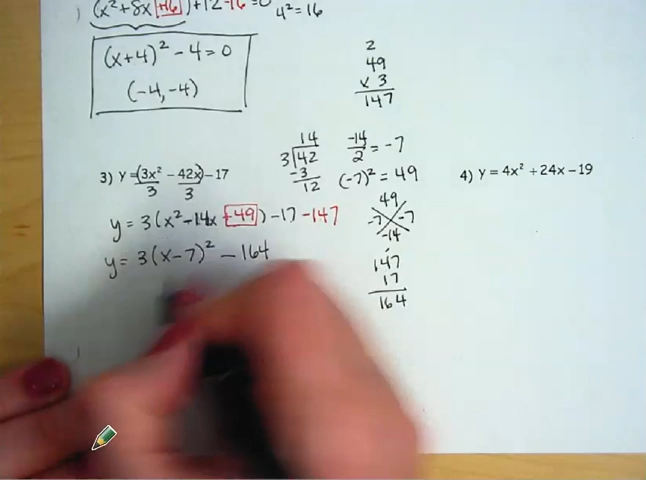 (x² + 8x +16) + 12 -16 = 0 4² = 16
(x+4)² - 4 = 0
(-4, -4)
2
49
x 3
147
14
3 42
-3
12
-14/2 = -7
(-7)² = 49
3) y = (3x²/3 - 42x/3) - 17
y = 3(x² - 14x +49) - 17 - 147
y = 3(x - 7)² - 164
49
-7 -7
-14
147
17
164
4) y = 4x² + 24x - 19